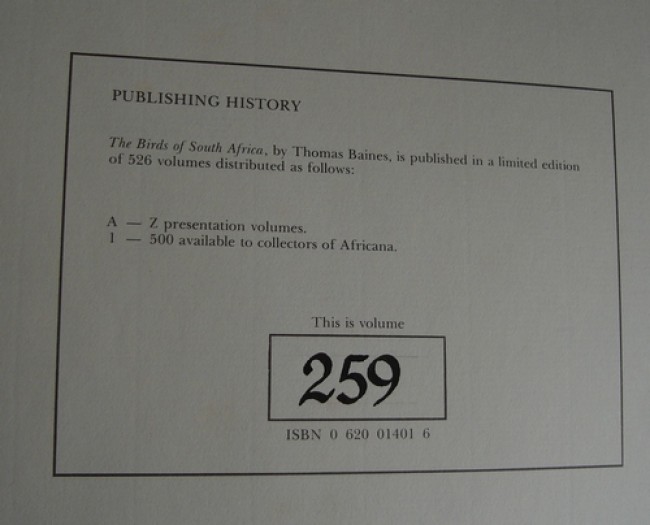 PUBLISHING HISTORY
The Birds of South Africa, by Thomas Baines, is published in a limited edition
of 526 volumes distributed as follows:
A — Z presentation volumes.
1 — 500 available to collectors of Africana.
This is volume
259
ISBN 0 620 01401 6